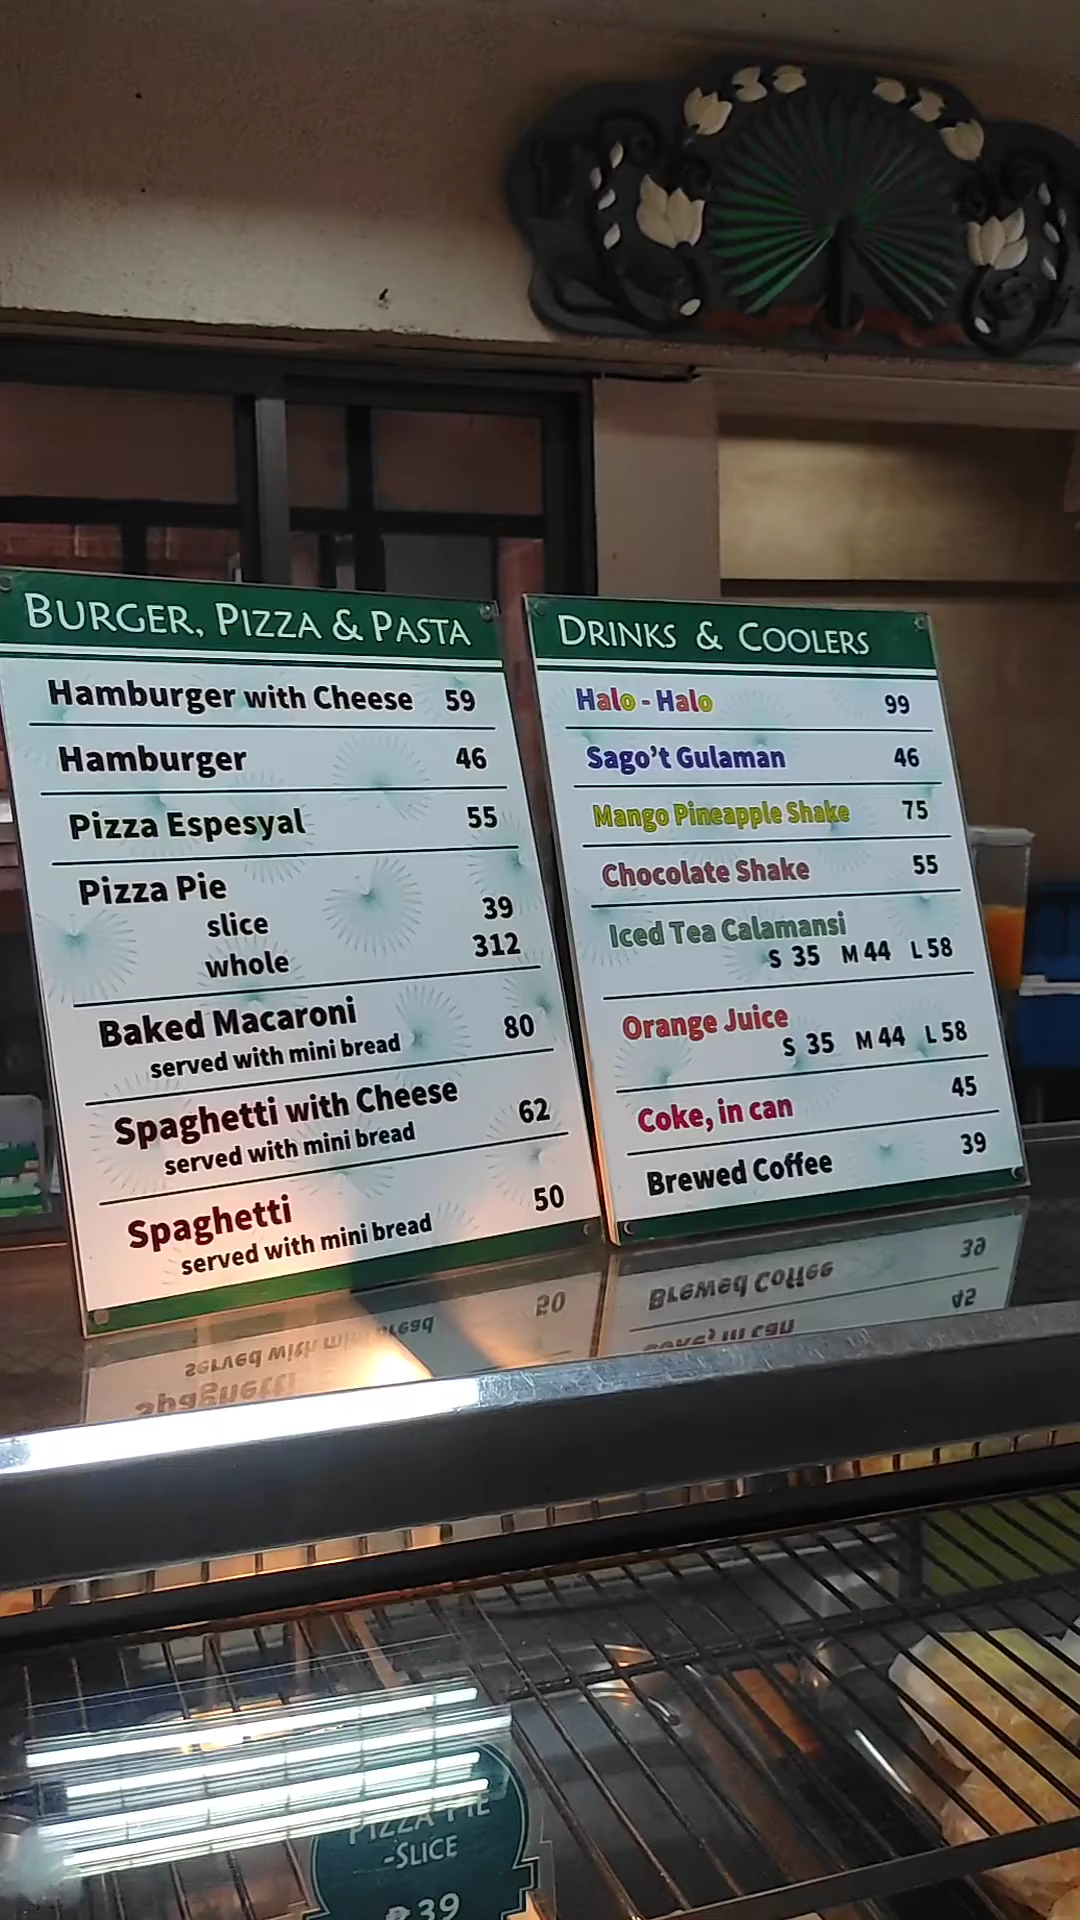 BURGER, PIZZA & PASTA
Hamburger with Cheese 59
Hamburger 46
Pizza Espesyal 55
Pizza Pie
slice 39
whole 312
Baked Macaroni 80
served with mini bread
Spaghetti with Cheese 62
served with mini bread
Spaghetti 50
served with mini bread
DRINKS & COOLERS
Halo - Halo 99
Sago't Gulaman 46
Mango Pineapple Shake 75
Chocolate Shake 55
Iced Tea Calamansi
S 35 M 44 L 58
Orange Juice
S 35 M 44 L 58
Coke, in can 45
Brewed Coffee 39
PIZZA PIE
-SLICE
₱39